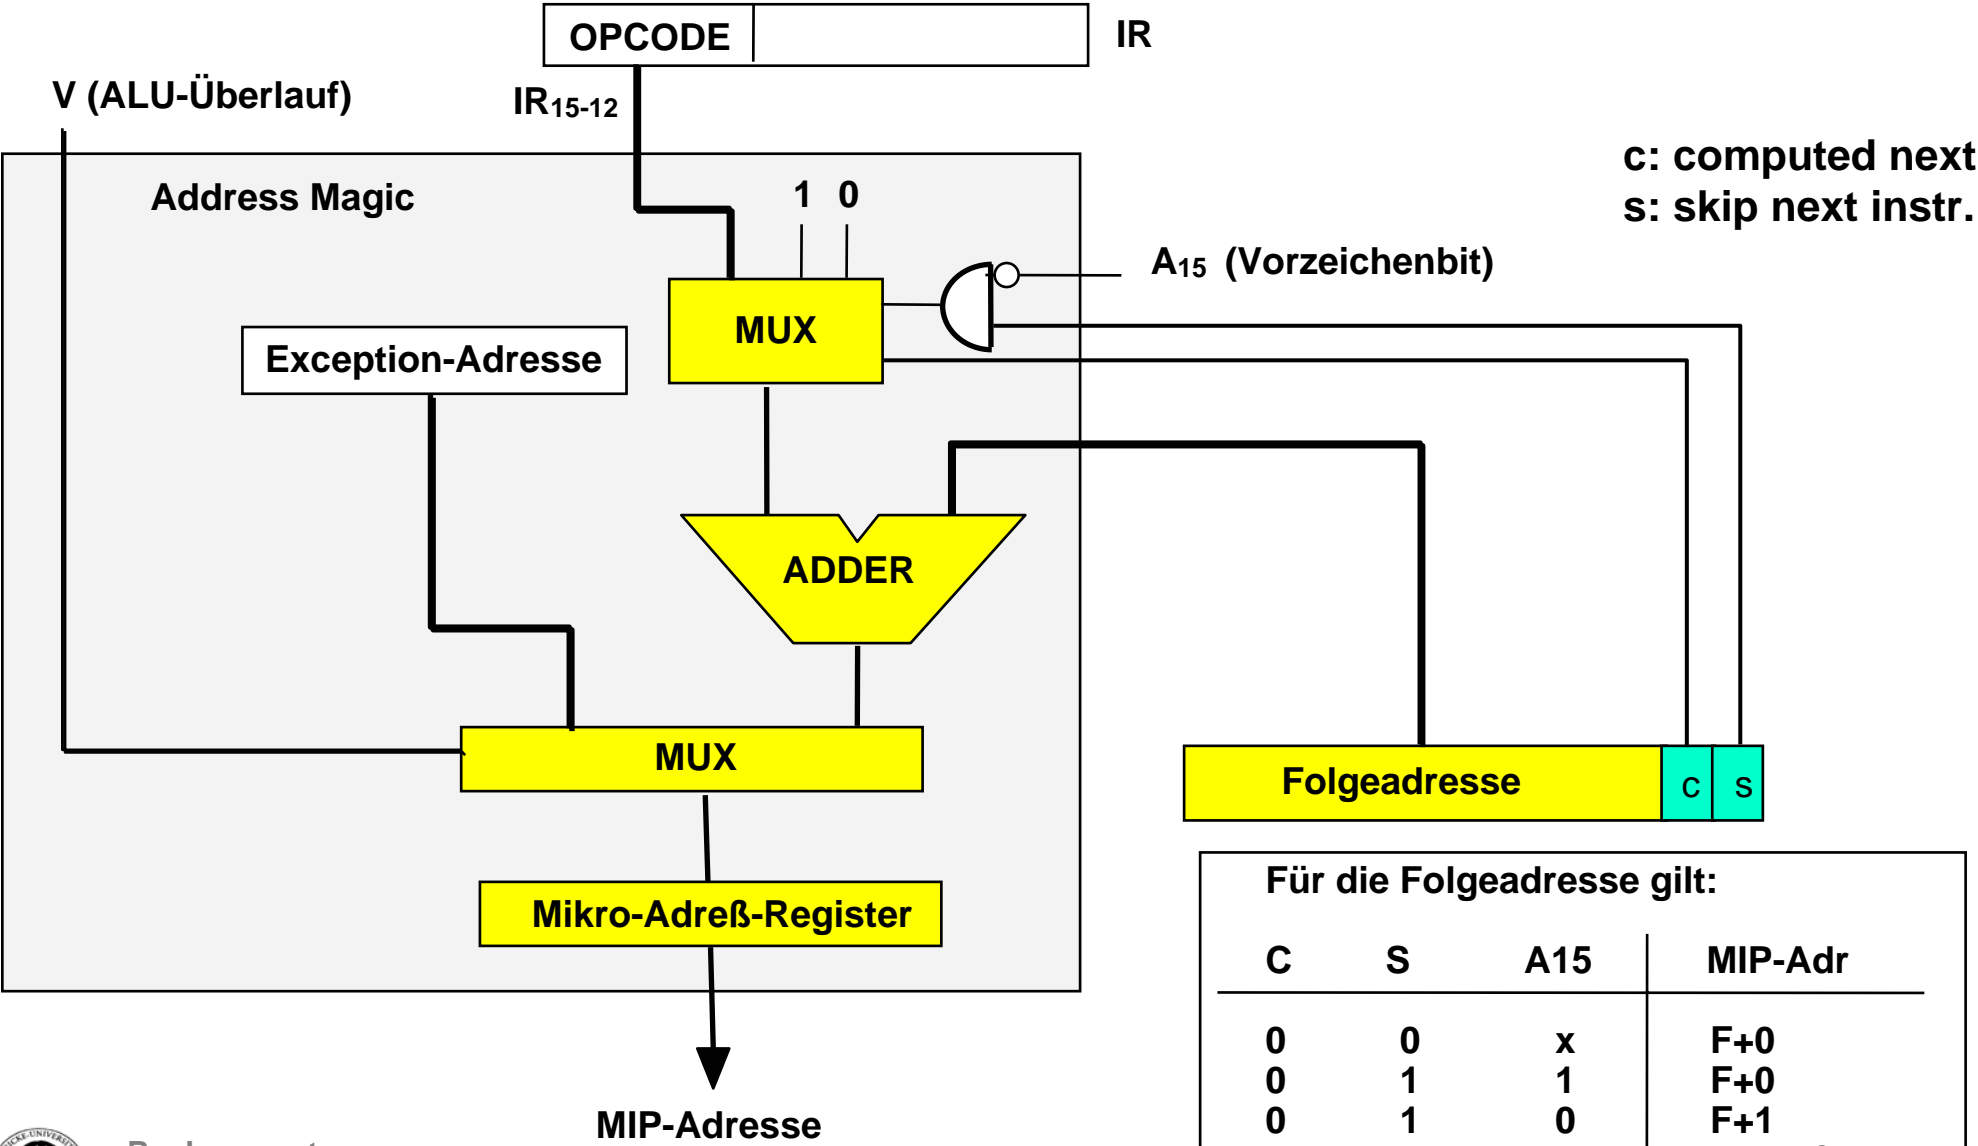 OPCODE
IR
V (ALU-Überlauf)
IR15-12
c: computed next
s: skip next instr.
Address Magic
1 0
A15 (Vorzeichenbit)
MUX
Exception-Adresse
ADDER
MUX
Folgeadresse
c
s
Mikro-Adreß-Register
Für die Folgeadresse gilt:
C S A15 MIP-Adr
0 0 x F+0
0 1 1 F+0
0 1 0 F+1
MIP-Adresse